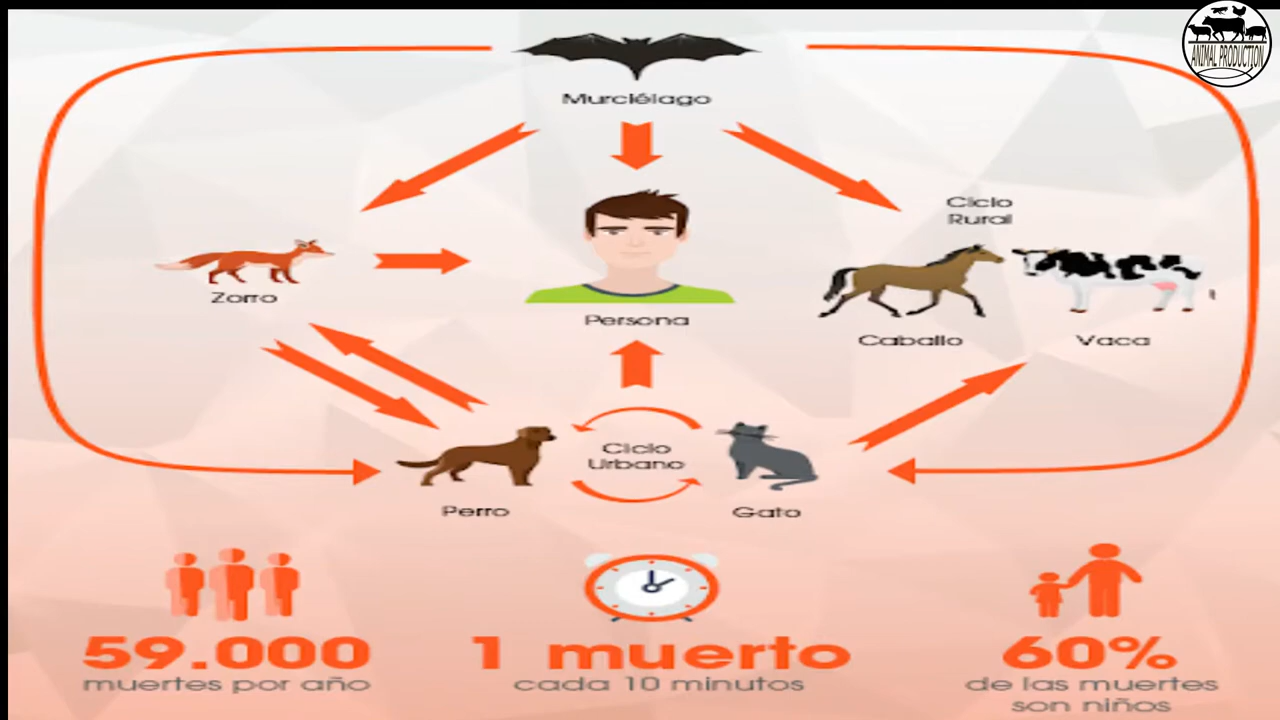 ANIMAL PRODUCTION
Murciélago
Ciclo
Rural
Zorro
Persona
Caballo
Vaca
Ciclo
Urbano
Perro
Gato
59.000
muertes por año
1 muerto
cada 10 minutos
60%
de las muertes
son niños